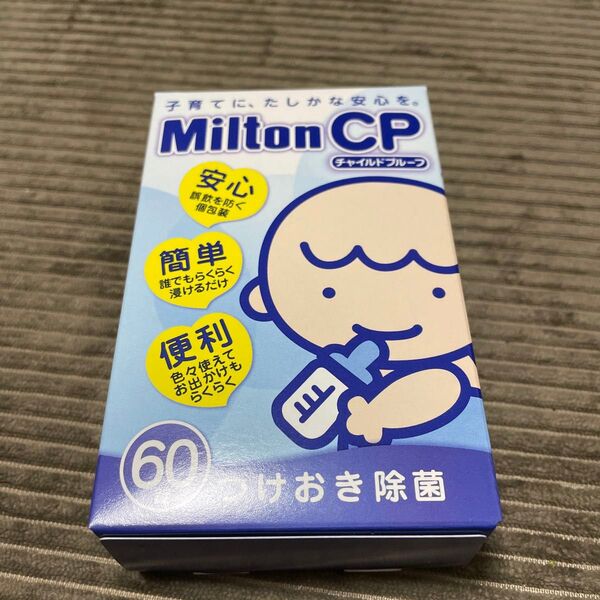 子育てに、たしかな安心を。
Milton CP
チャイルドプルーフ
安心
誤飲を防ぐ
個包装
簡単
誰でもらくらく
浸けるだけ
便利
色々使えて
お出かけも
らくらく
60
つけおき除菌